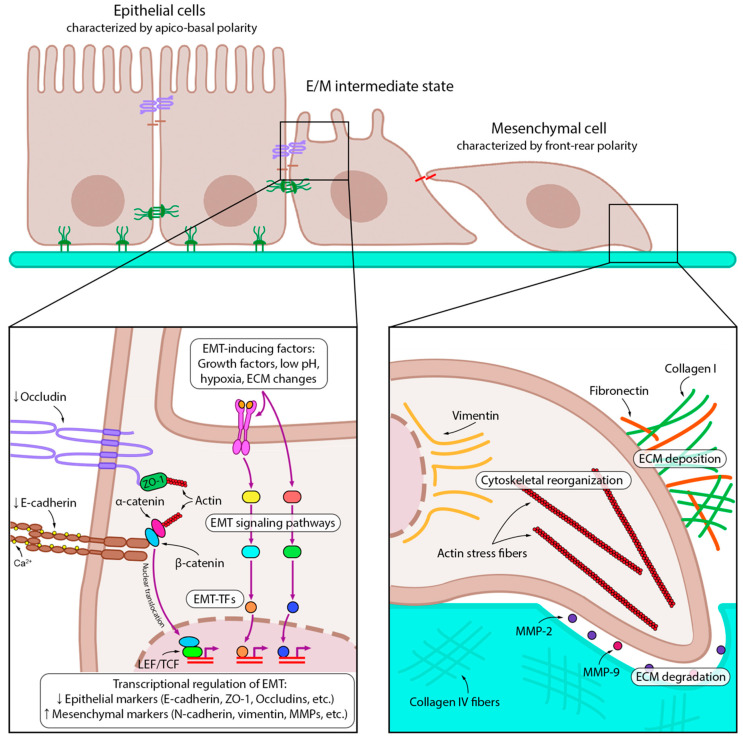 Epithelial cells
characterized by apico-basal polarity
E/M intermediate state
Mesenchymal cell
characterized by front-rear polarity
EMT-inducing factors:
Growth factors, low pH,
hypoxia, ECM changes
↓Occludin
ZO-1
α-catenin
Actin
↓E-cadherin
EMT signaling pathways
Ca²⁺
β-catenin
Nuclear translocation
EMT-TFs
LEF/TCF
Transcriptional regulation of EMT:
↓ Epithelial markers (E-cadherin, ZO-1, Occludins, etc.)
↑ Mesenchymal markers (N-cadherin, vimentin, MMPs, etc.)
Collagen I
Fibronectin
Vimentin
ECM deposition
Cytoskeletal reorganization
Actin stress fibers
MMP-2
MMP-9
ECM degradation
Collagen IV fibers